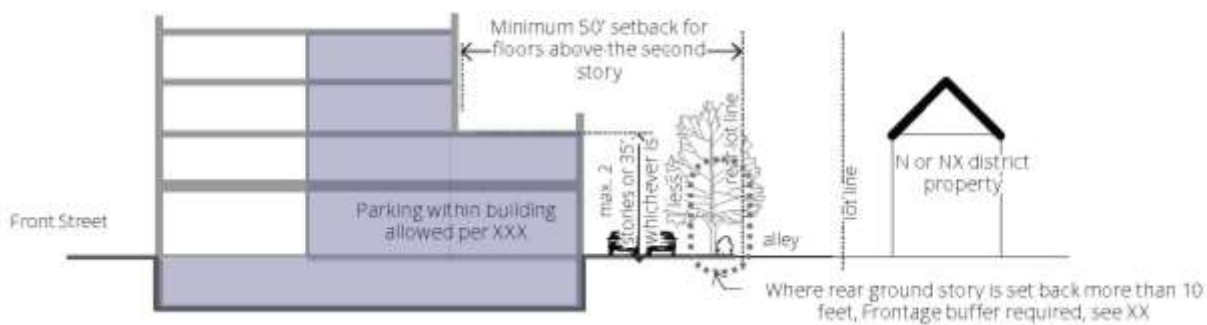 Minimum 50' setback for
floors above the second
story
max. 2
stories or 35',
whichever is
less
rear lot line
lot line
N or NX district
property
Front Street
Parking within building
allowed per XXX
alley
Where rear ground story is set back more than 10
feet, Frontage buffer required, see XX